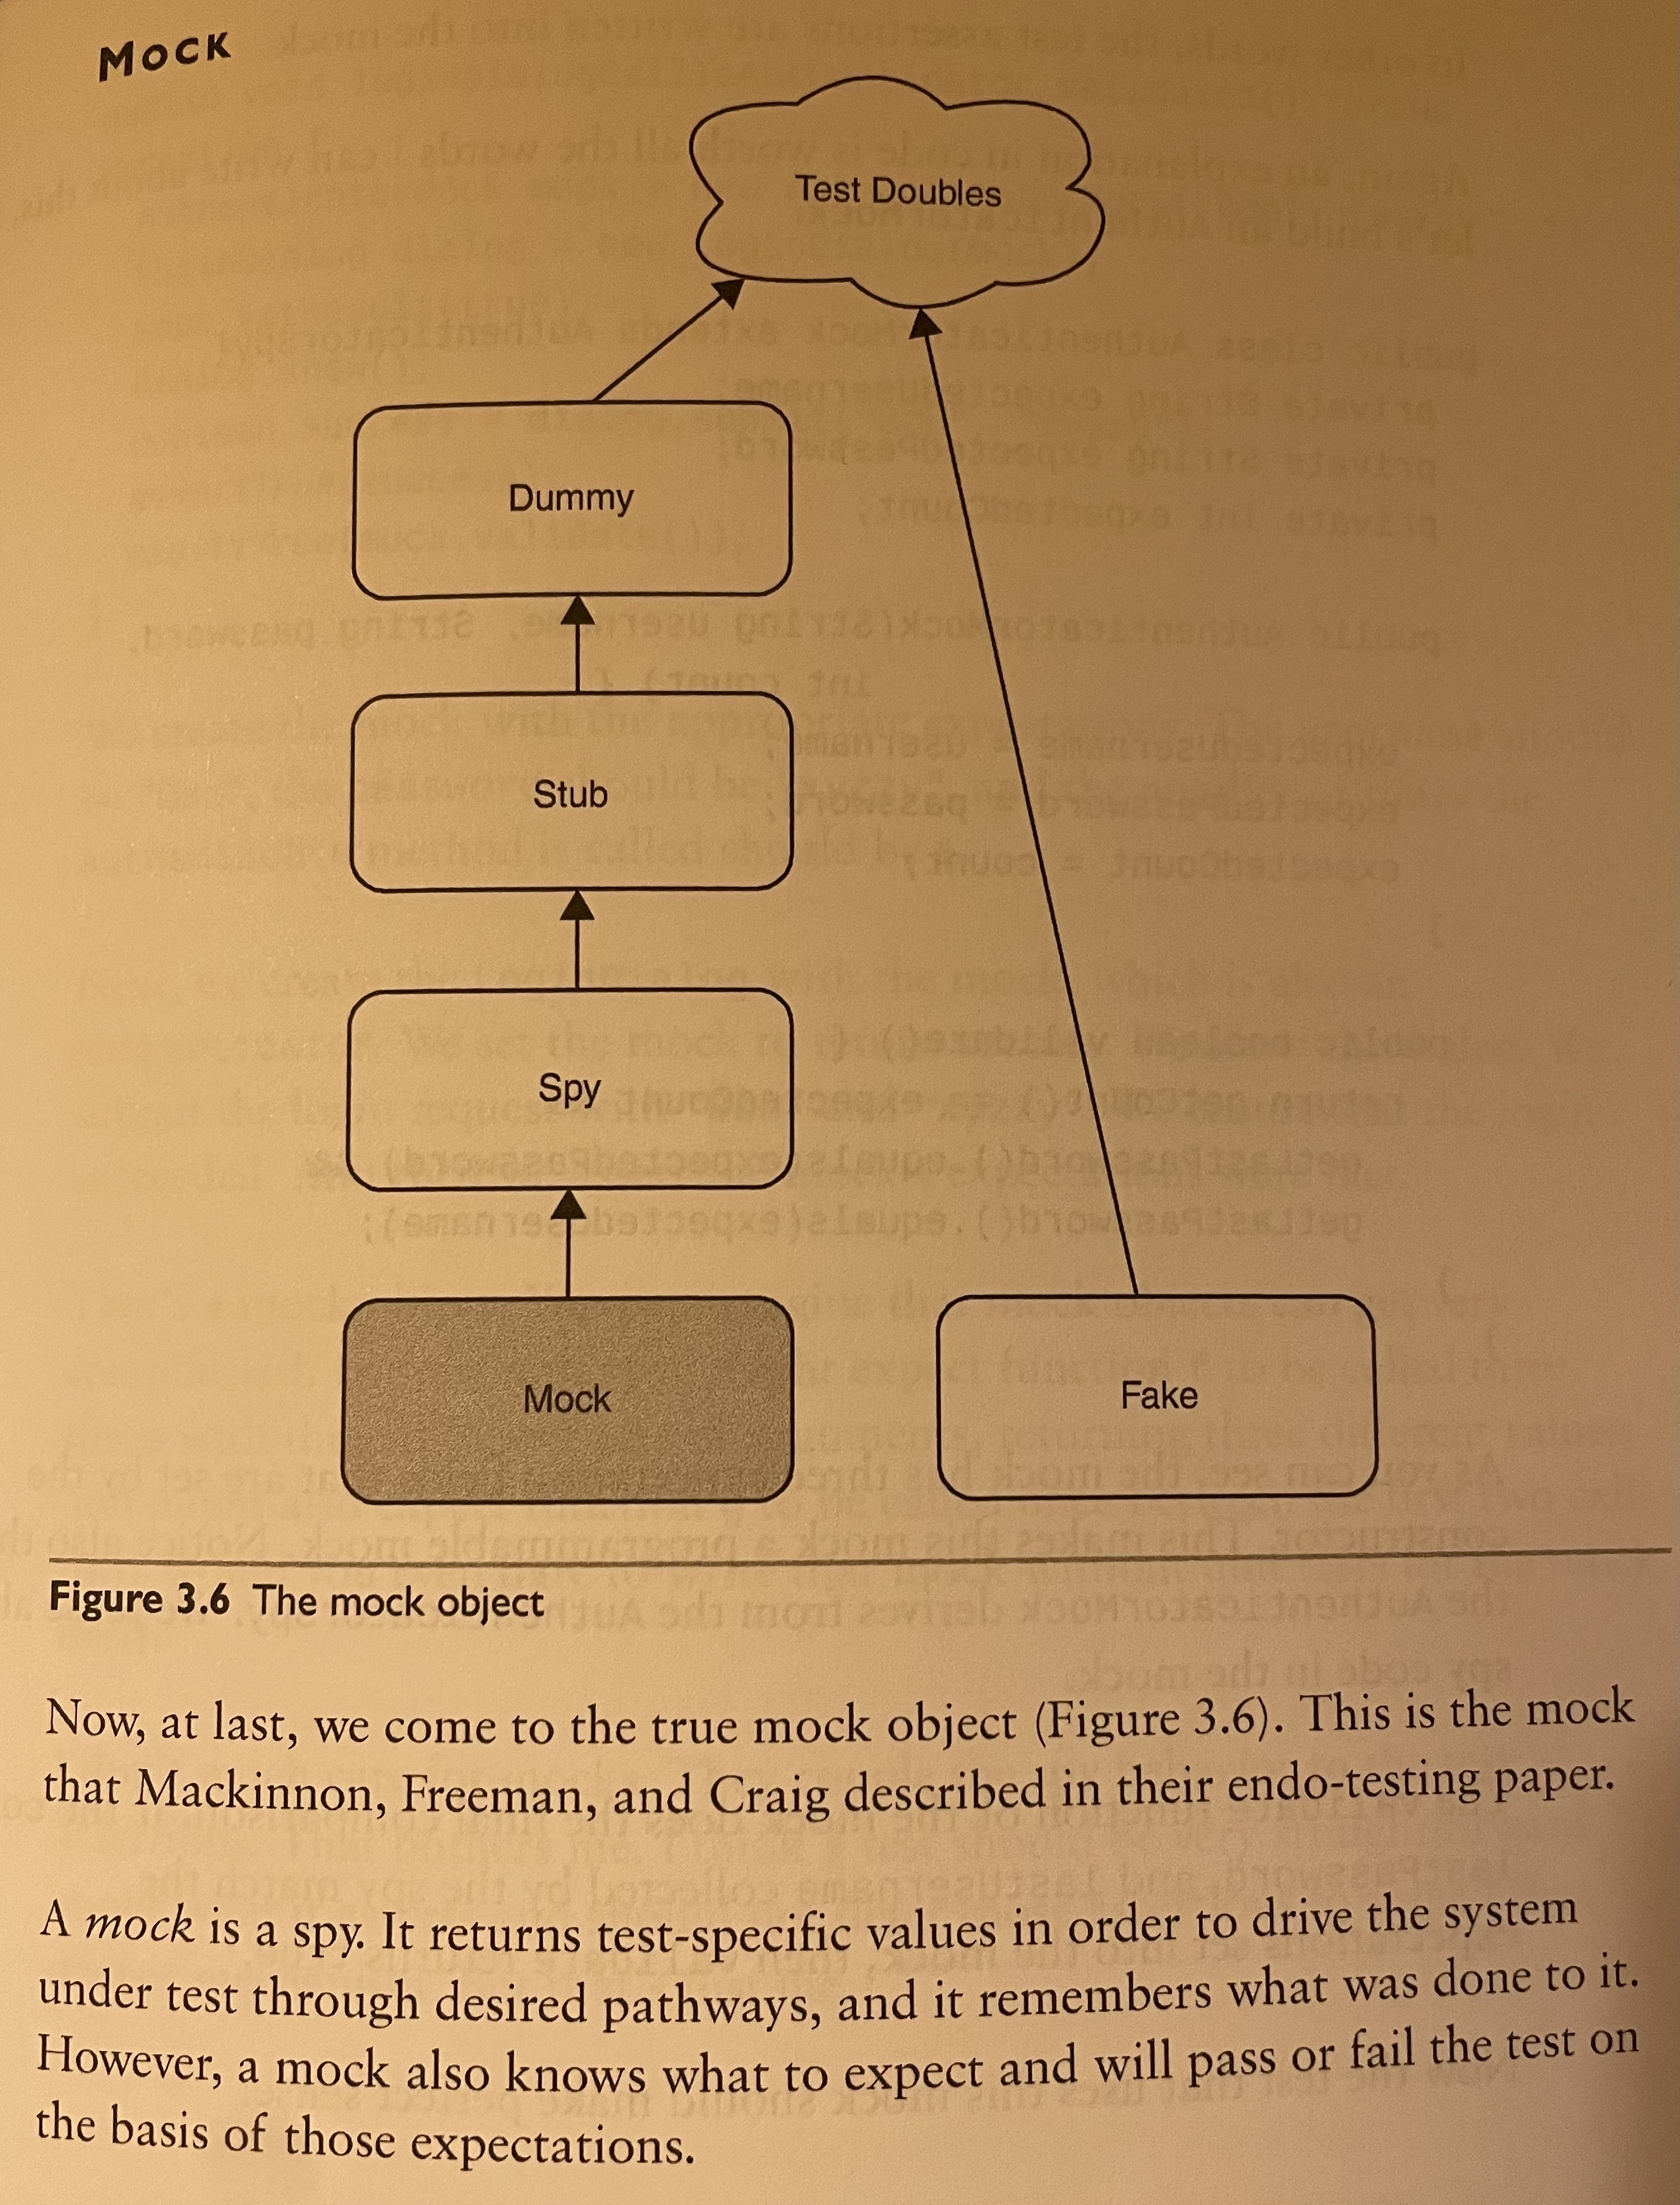 MOCK
Test Doubles
Dummy
Stub
Spy
Mock
Fake
Figure 3.6 The mock object
Now, at last, we come to the true mock object (Figure 3.6). This is the mock
that Mackinnon, Freeman, and Craig described in their endo-testing paper.
A mock is a spy. It returns test-specific values in order to drive the system
under test through desired pathways, and it remembers what was done to it.
However, a mock also knows what to expect and will pass or fail the test on
the basis of those expectations.